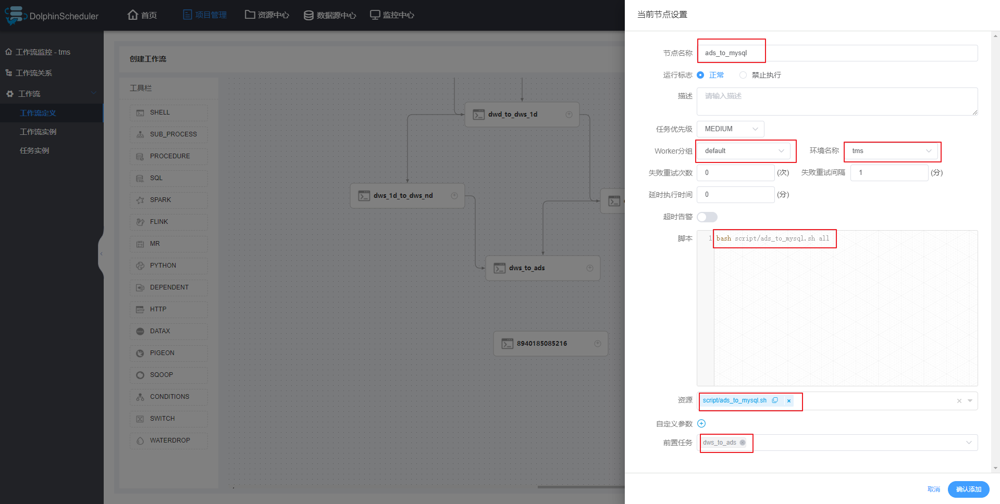 DolphinScheduler
首页
项目管理
资源中心
数据源中心
监控中心
工作流监控 - tms
工作流关系
工作流
工作流定义
工作流实例
任务实例
创建工作流
工具栏
SHELL
SUB_PROCESS
PROCEDURE
SQL
SPARK
FLINK
MR
PYTHON
DEPENDENT
HTTP
DATAX
PIGEON
SQOOP
CONDITIONS
SWITCH
WATERDROP
dwd_to_dws_1d
dws_1d_to_dws_nd
dws_to_ads
8940185085216
当前节点设置
节点名称 ads_to_mysql
运行标志 正常 禁止执行
描述 请输入描述
任务优先级 MEDIUM
Worker分组 default 环境名称 tms
失败重试次数 0 (次) 失败重试间隔 1 (分)
延时执行时间 0 (分)
超时告警
脚本 1 bash script/ads_to_mysql.sh all
资源 script/ads_to_mysql.sh
自定义参数
前置任务 dws_to_ads
取消 确认添加